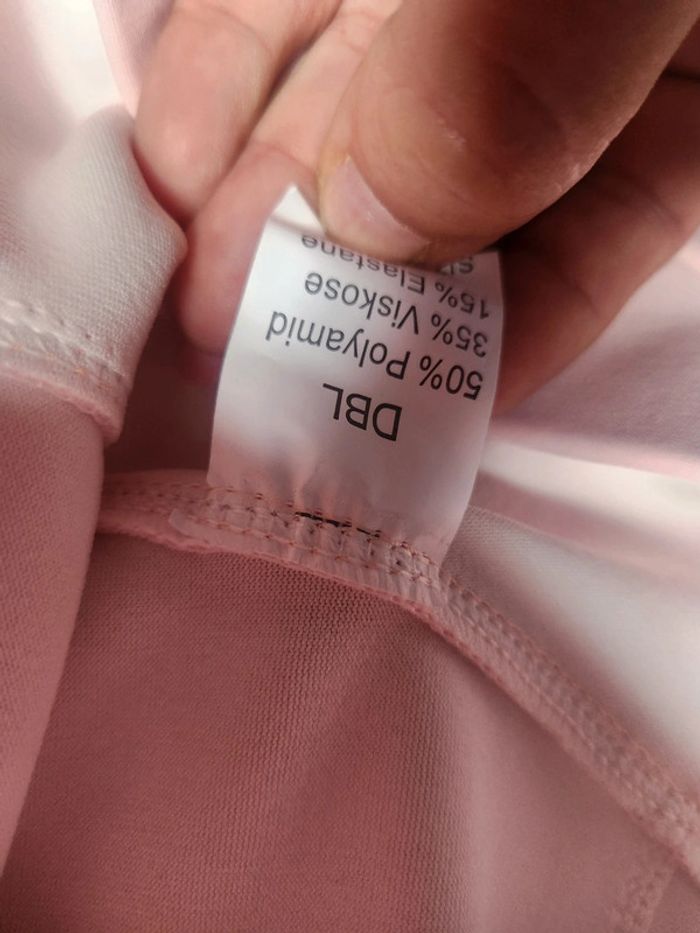 DBL
50% Polyamid
35% Viskose
15% Elastane